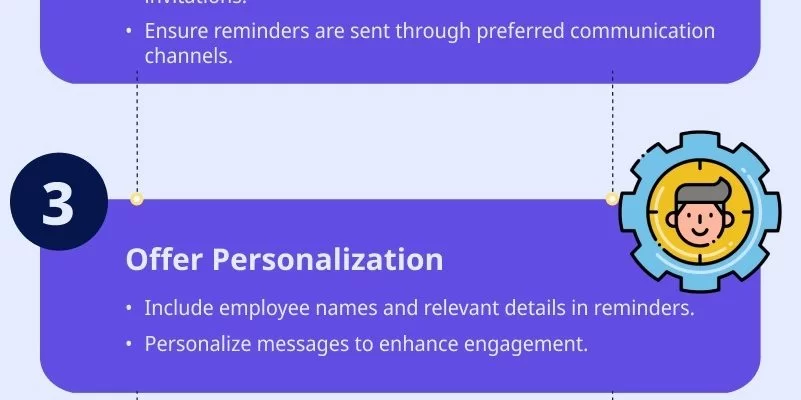 invitations.
• Ensure reminders are sent through preferred communication
channels.
3
Offer Personalization
• Include employee names and relevant details in reminders.
• Personalize messages to enhance engagement.